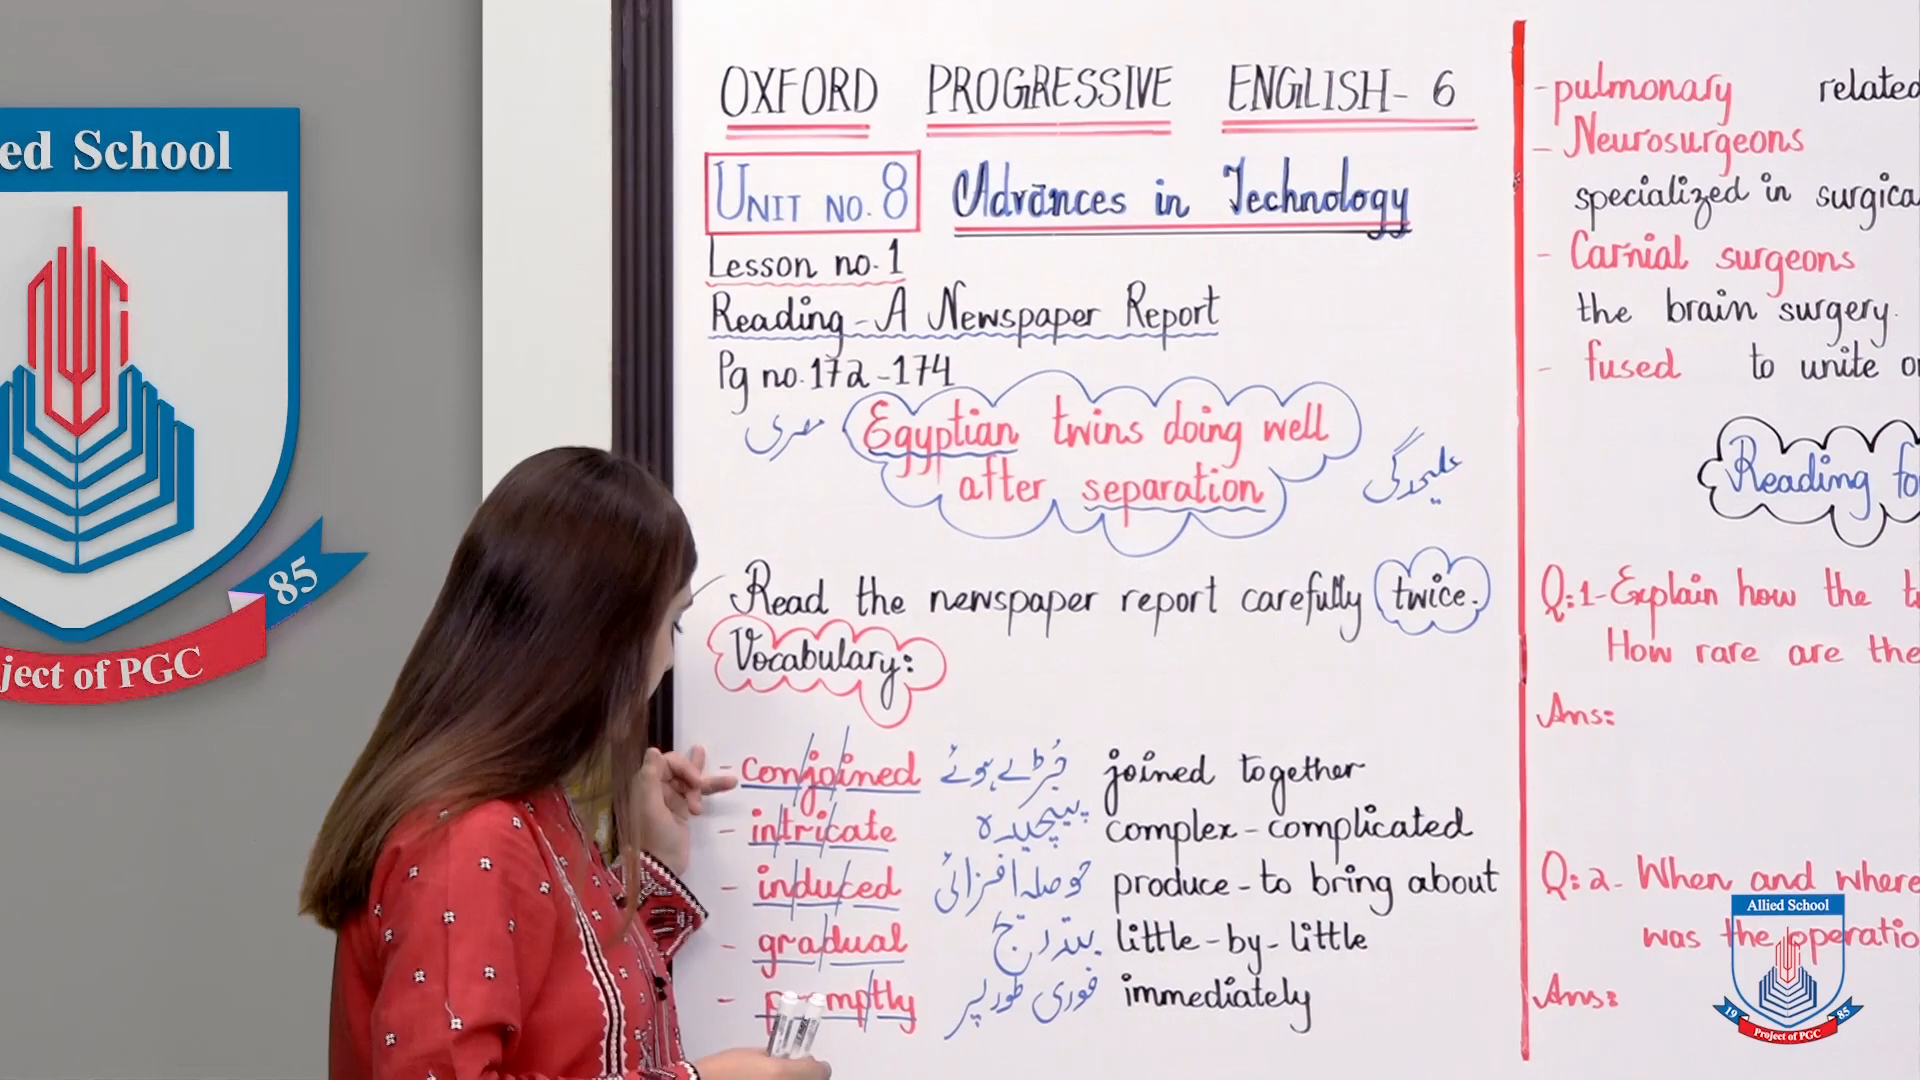 ied School
85
ject of PGC
OXFORD PROGRESSIVE ENGLISH- 6
UNIT NO. 8 Advances in Technology
Lesson no. 1
Reading - A Newspaper Report
Pg no. 172 - 174
مصری Egyptian twins doing well
after separation علیحدگی
Read the newspaper report carefully twice.
Vocabulary:
- conjoined جُڑے ہوئے joined together
- intricate پیچیدہ complex - complicated
- induced حوصلہ افزائی produce - to bring about
- gradual بتدریج little - by - little
- promptly فوری طور پر immediately
- pulmonary related
- Neurosurgeons
specialized in surgica
- Carnial surgeons
the brain surgery.
- fused to unite or
Reading fo
Q:1- Explain how the t
How rare are the
Ans:
Q:2- When and where
was the operatio
Ans:
Allied School
19 85
Project of PGC